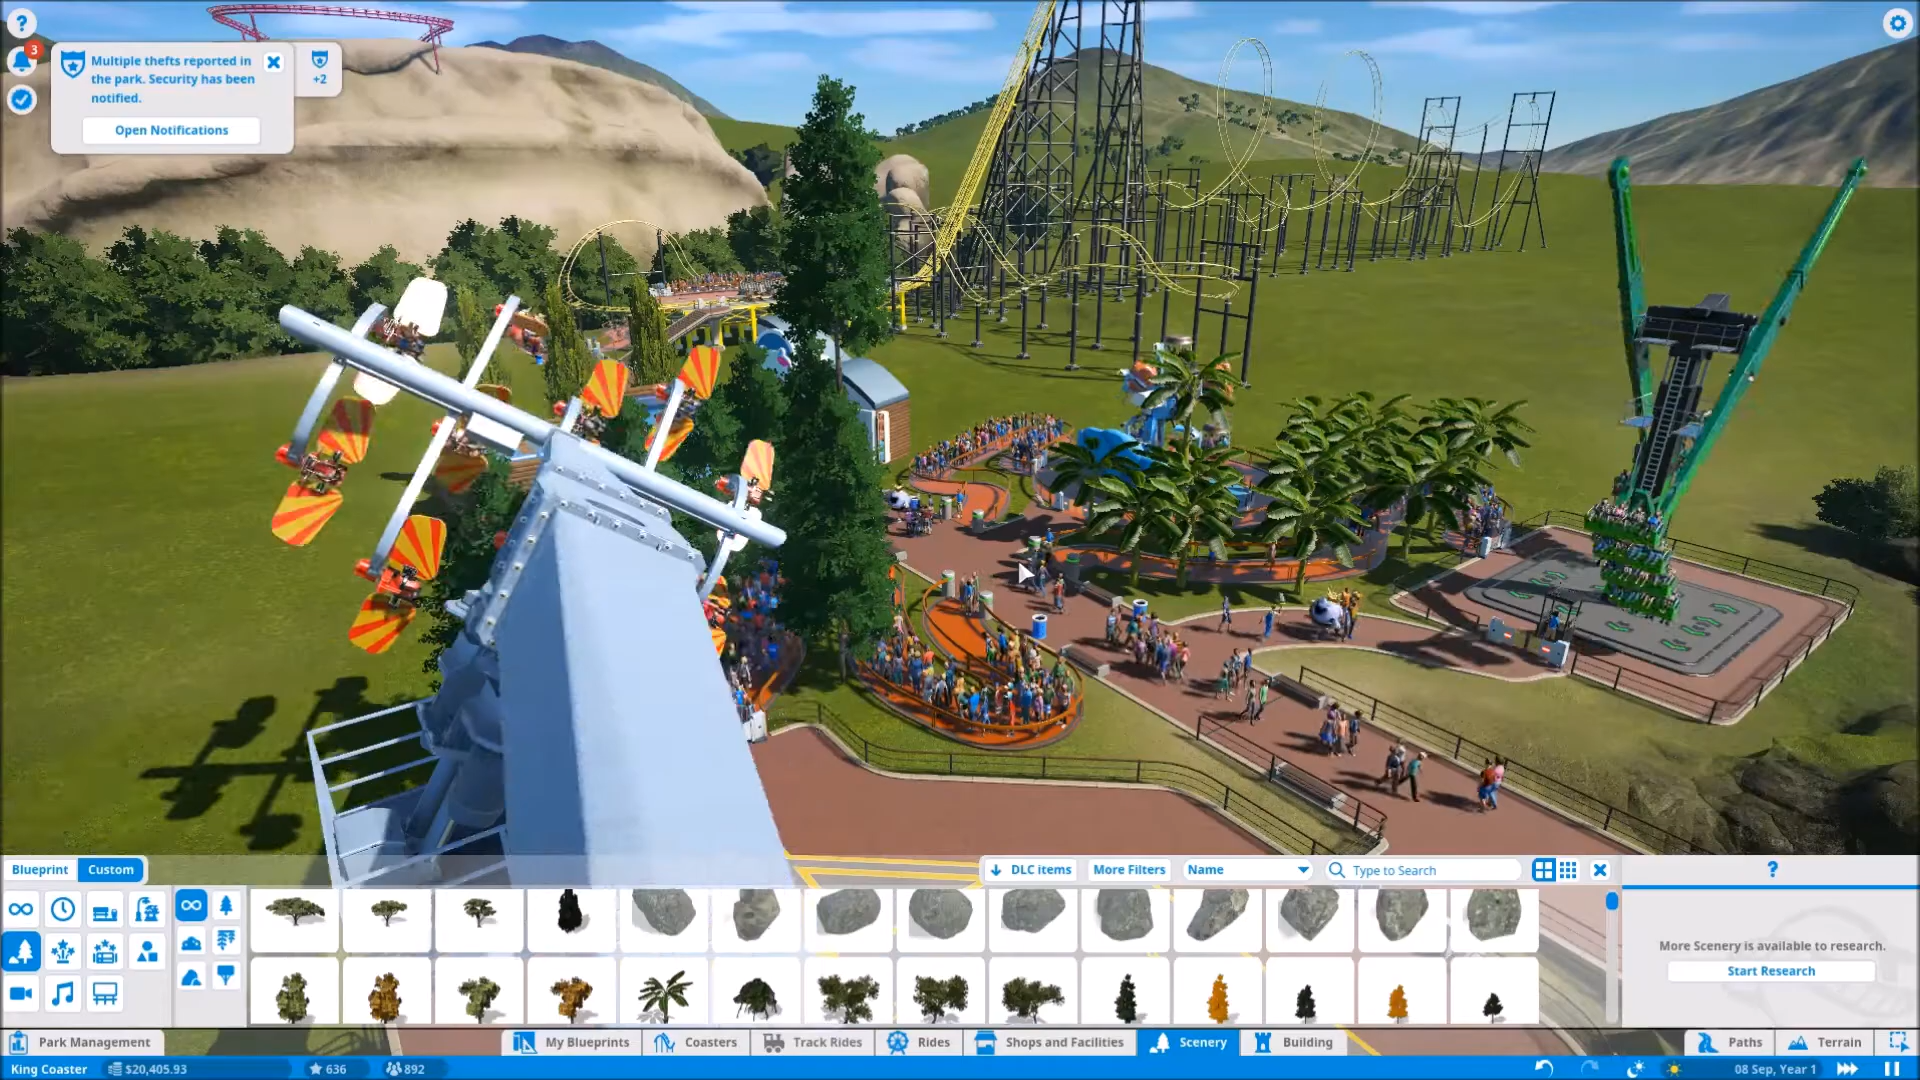 ?
3
Multiple thefts reported in
the park. Security has been
notified.
+2
Open Notifications
Blueprint
Custom
DLC items
More Filters
Name
Type to Search
?
More Scenery is available to research.
Start Research
Park Management
My Blueprints
Coasters
Track Rides
Rides
Shops and Facilities
Scenery
Building
Paths
Terrain
King Coaster
$20,405.93
636
892
08 Sep, Year 1